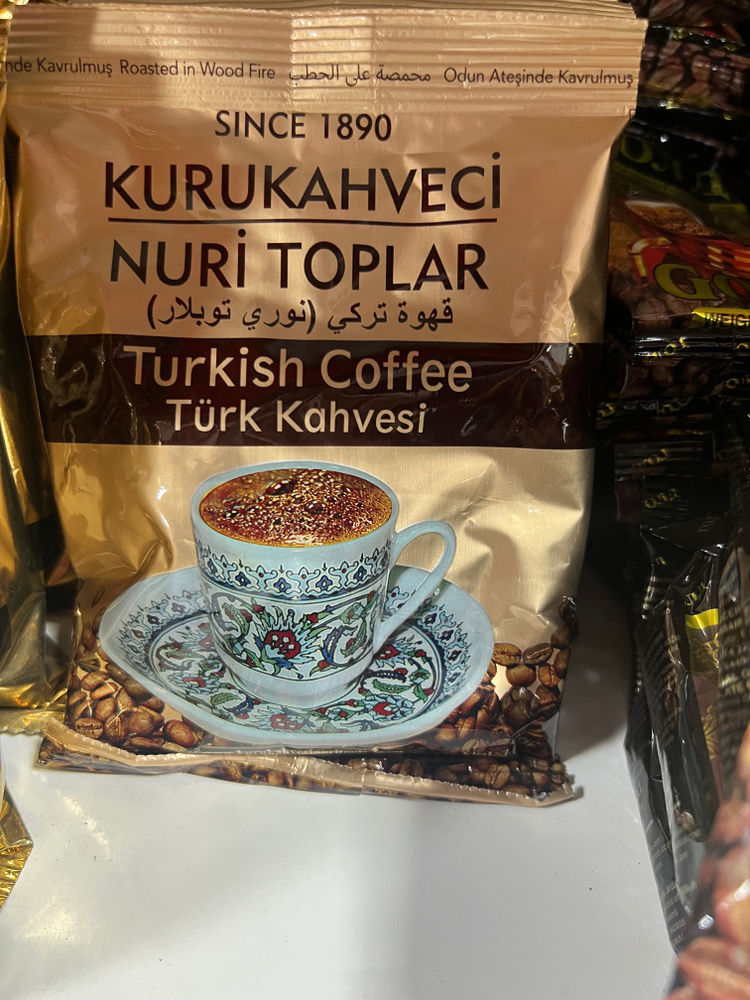 nde Kavrulmuş Roasted in Wood Fire محمصة على الحطب Odun Ateşinde Kavrulmuş
SINCE 1890
KURUKAHVECİ
NURİ TOPLAR
قهوة تركي (نوري توبلار)
Turkish Coffee
Türk Kahvesi